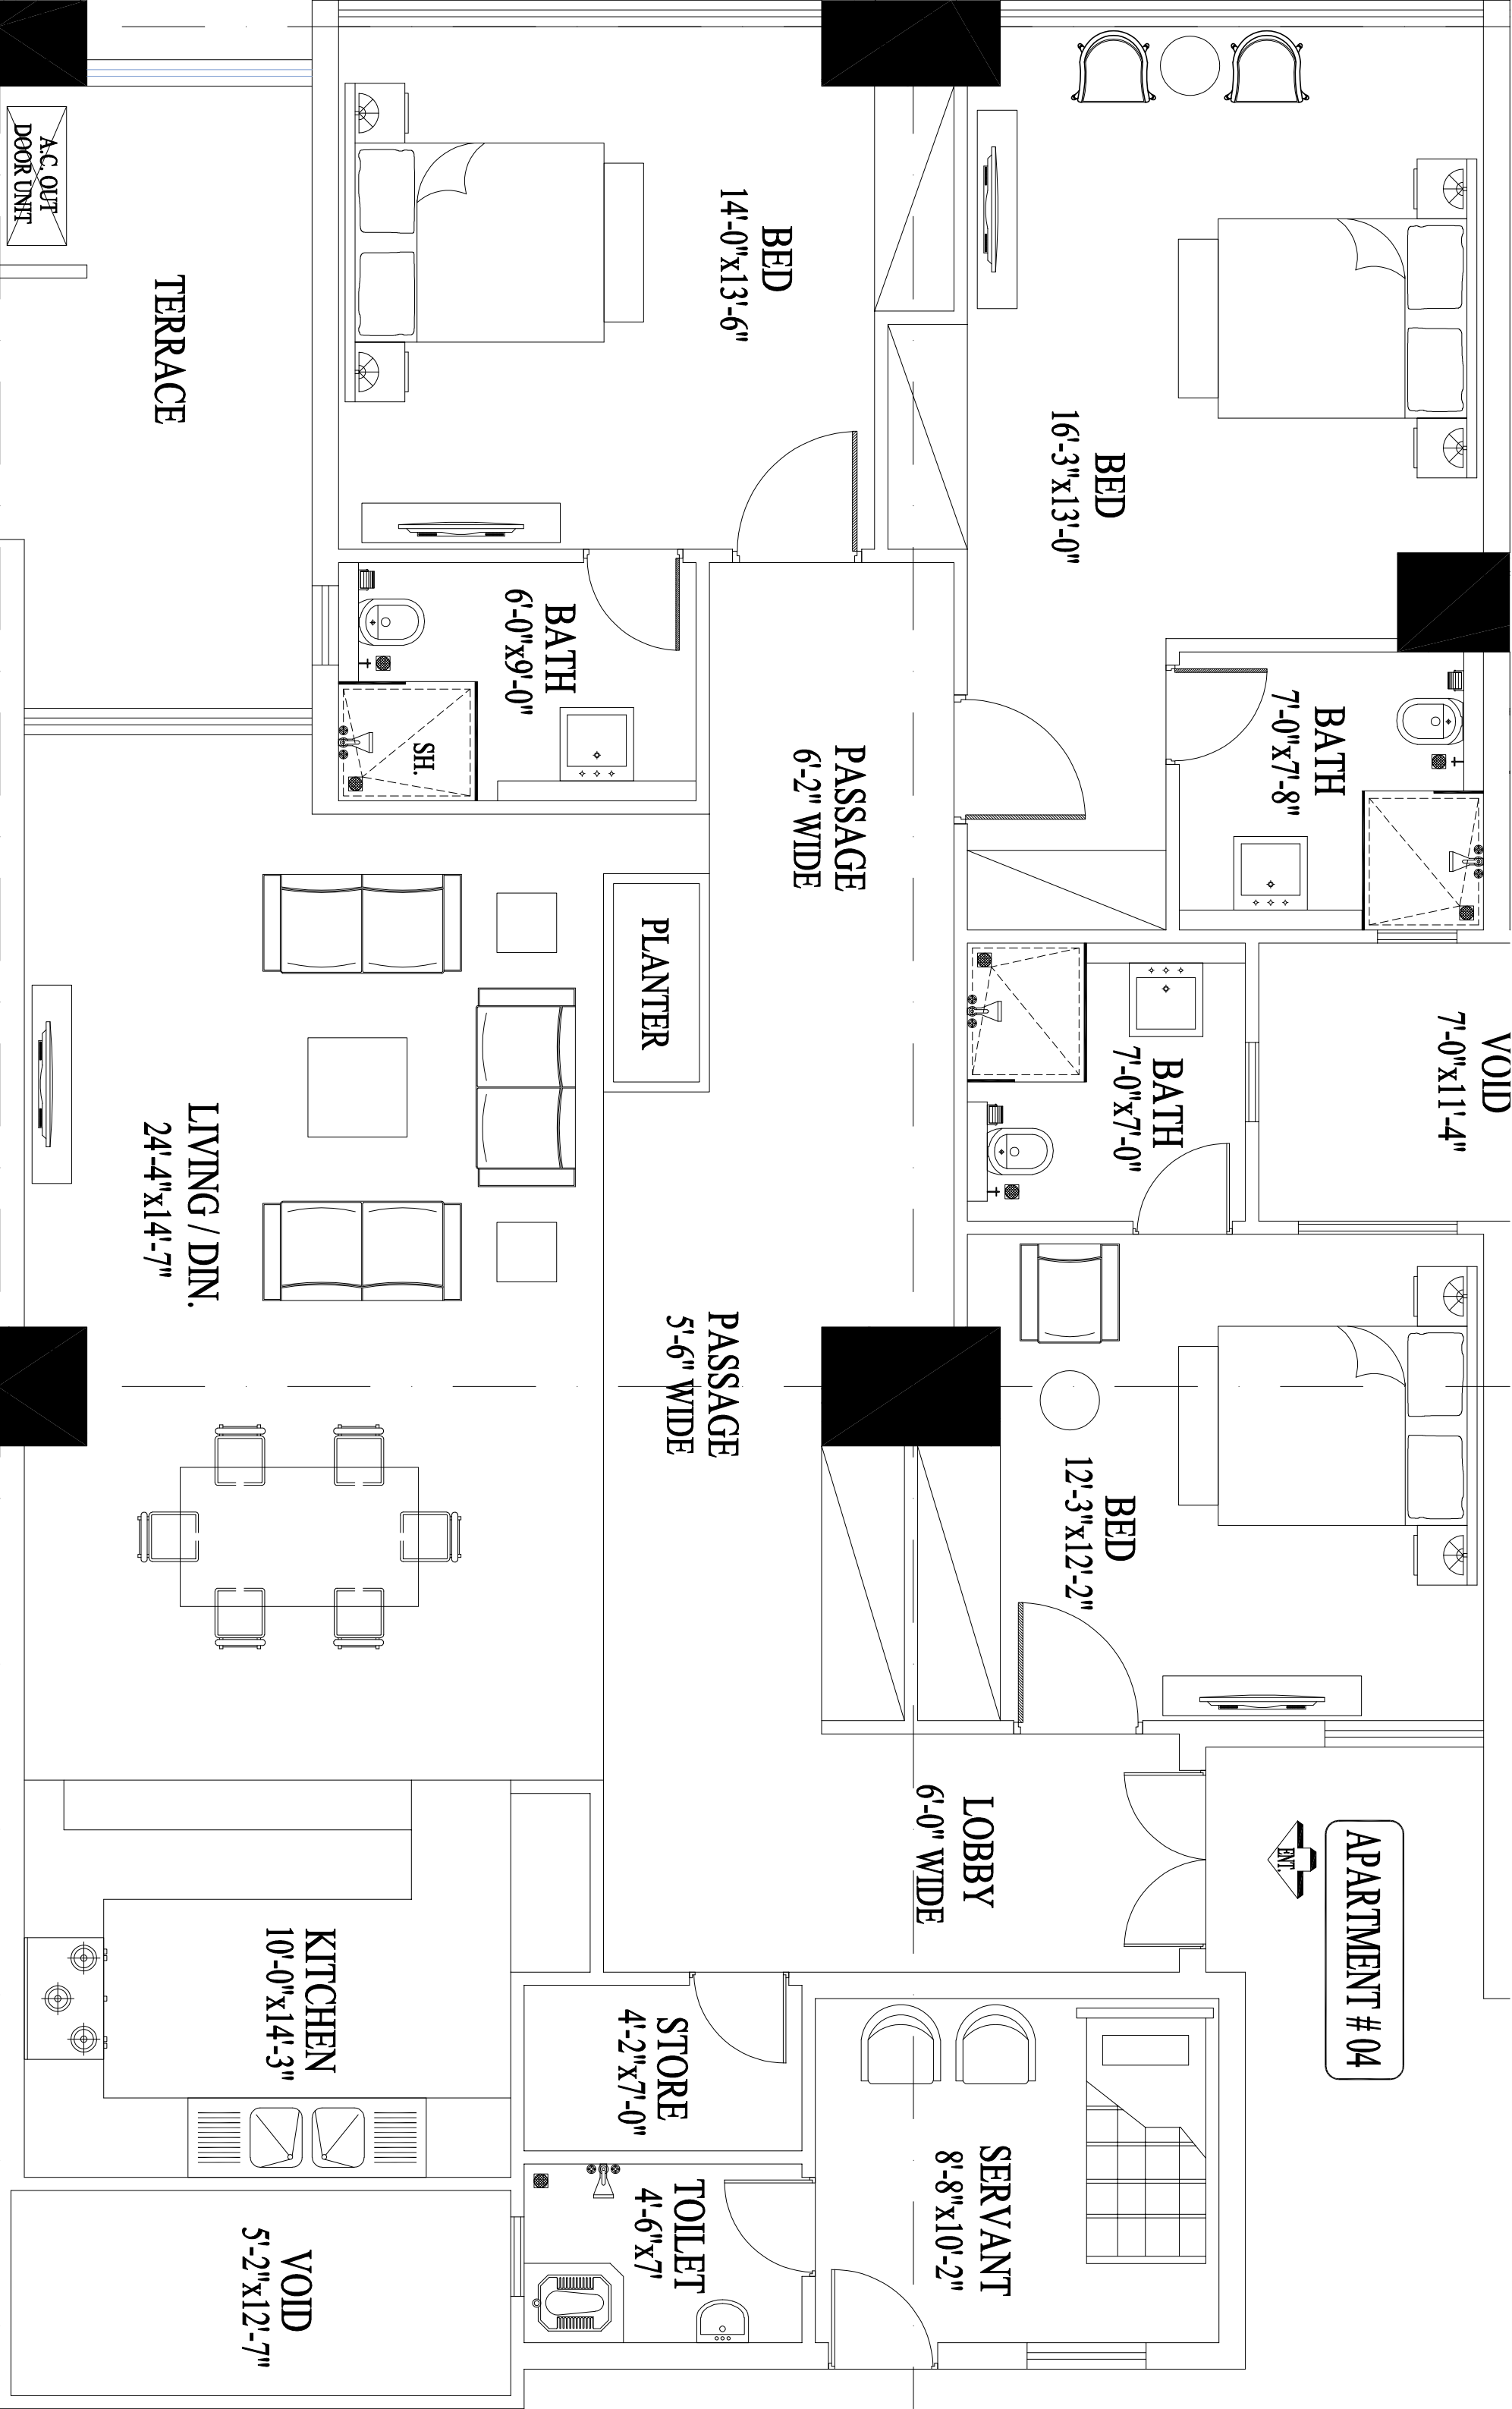 A.C. OUT
DOOR UNIT
TERRACE
BED
14'-0"x13'-6"
BED
16'-3"x13'-0"
BATH
6'-0"x9'-0"
SH.
BATH
7'-0"x7'-8"
PASSAGE
6'-2" WIDE
PLANTER
VOID
7'-0"x11'-4"
BATH
7'-0"x7'-0"
LIVING / DIN.
24'-4"x14'-7"
PASSAGE
5'-6" WIDE
BED
12'-3"x12'-2"
LOBBY
6'-0" WIDE
ENT.
APARTMENT # 04
KITCHEN
10'-0"x14'-3"
STORE
4'-2"x7'-0"
SERVANT
8'-8"x10'-2"
TOILET
4'-6"x7'
VOID
5'-2"x12'-7"